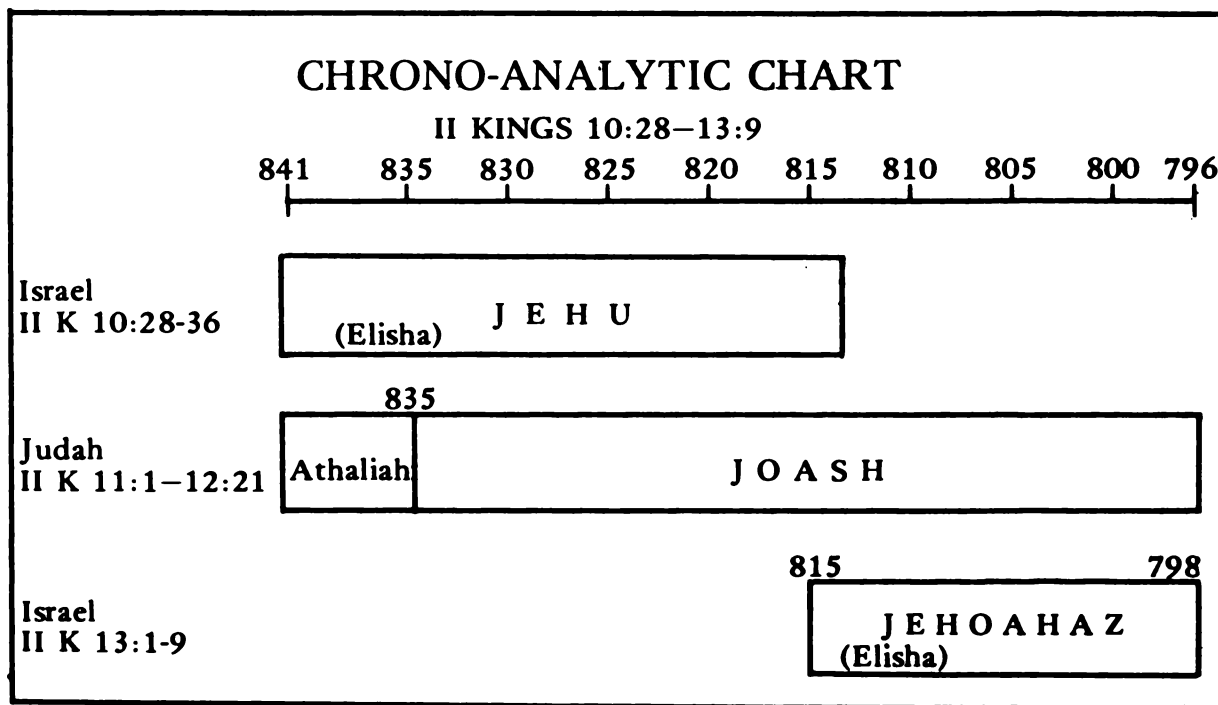 CHRONO-ANALYTIC CHART
II KINGS 10:28–13:9
841 835 830 825 820 815 810 805 800 796
Israel
II K 10:28-36
J E H U
(Elisha)
835
Judah
II K 11:1–12:21
Athaliah
J O A S H
815 798
Israel
II K 13:1-9
J E H O A H A Z
(Elisha)